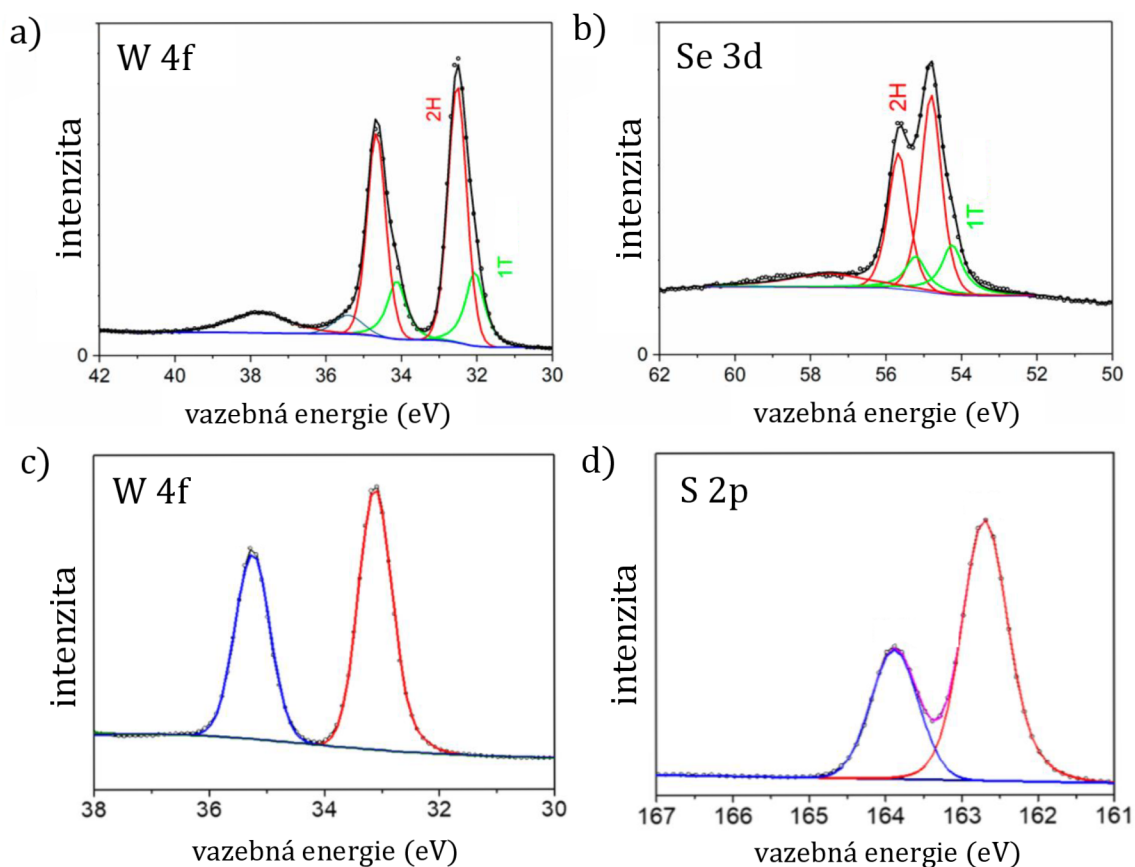 a)
W 4f
2H
1T
intenzita
0
42 40 38 36 34 32 30
vazebná energie (eV)
b)
Se 3d
2H
1T
intenzita
0
62 60 58 56 54 52 50
vazebná energie (eV)
c)
W 4f
intenzita
38 35 34 33 30
vazebná energie (eV)
d)
S 2p
intenzita
167 166 165 164 163 162 161
vazebná energie (eV)